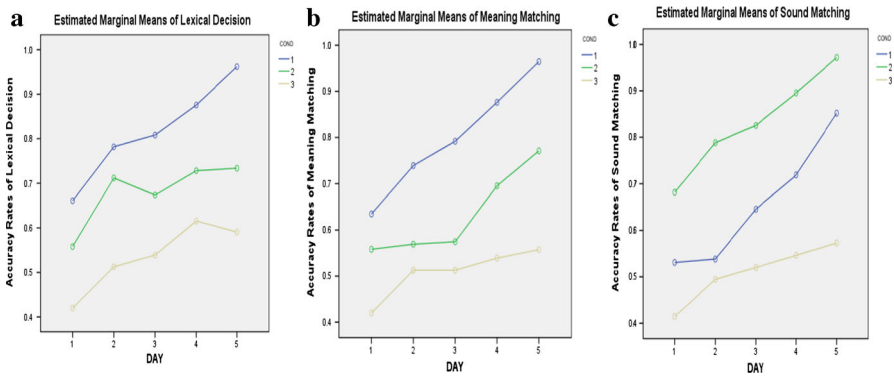 a
Estimated Marginal Means of Lexical Decision
COND
1
2
3
Accuracy Rates of Lexical Decision
1.0
0.9
0.8
0.7
0.6
0.5
0.4
1 2 3 4 5
DAY
b
Estimated Marginal Means of Meaning Matching
COND
1
2
3
Accuracy Rates of Meaning Matching
1.0
0.9
0.8
0.7
0.6
0.5
0.4
1 2 3 4 5
DAY
c
Estimated Marginal Means of Sound Matching
COND
1
2
3
Accuracy Rates of Sound Matching
1.0
0.9
0.8
0.7
0.6
0.5
0.4
1 2 3 4 5
DAY